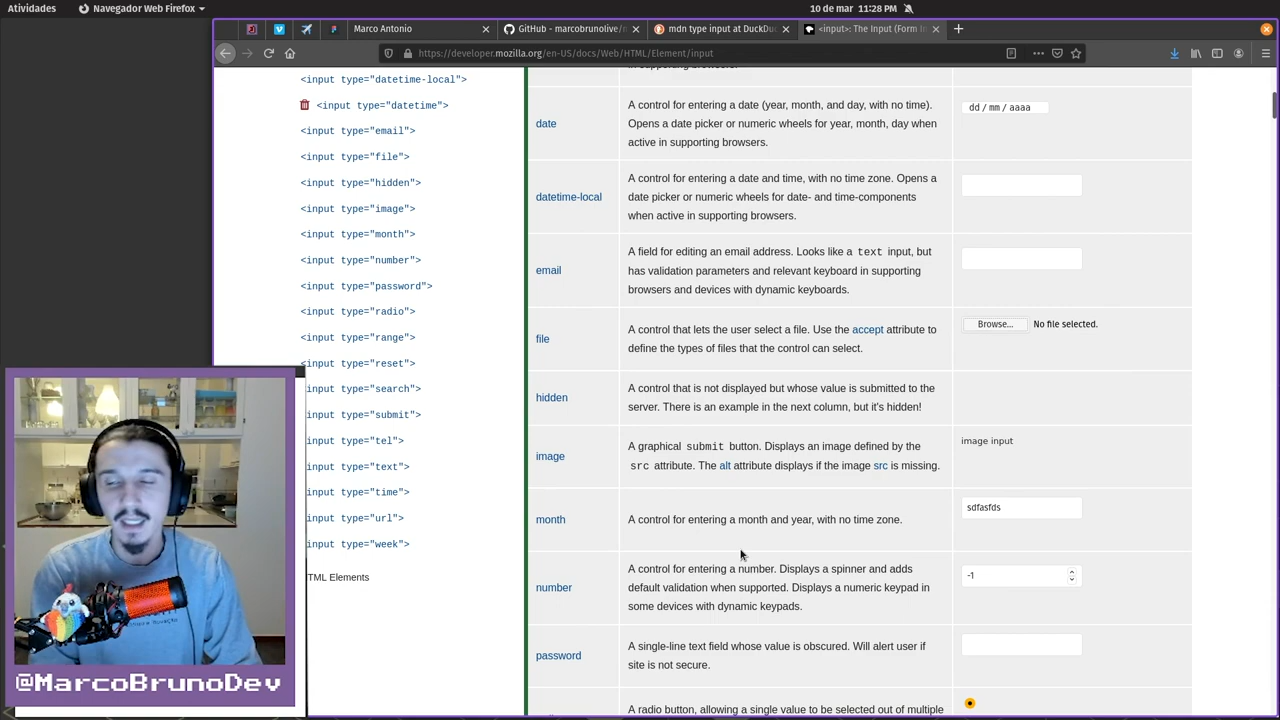 Atividades
Navegador Web Firefox
10 de mar 11:28 PM
Marco Antonio
GitHub - marcobrunolive/
mdn type input at DuckDu
<input>: The Input (Form In
https://developer.mozilla.org/en-US/docs/Web/HTML/Element/input
<input type="datetime-local">
<input type="datetime">
<input type="email">
<input type="file">
<input type="hidden">
<input type="image">
<input type="month">
<input type="number">
<input type="password">
<input type="radio">
<input type="range">
<input type="reset">
input type="search">
input type="submit">
input type="tel">
input type="text">
input type="time">
input type="url">
input type="week">
TML Elements
in supporting browsers.
date
A control for entering a date (year, month, and day, with no time).
Opens a date picker or numeric wheels for year, month, day when
active in supporting browsers.
dd / mm / aaaa
datetime-local
A control for entering a date and time, with no time zone. Opens a
date picker or numeric wheels for date- and time-components
when active in supporting browsers.
email
A field for editing an email address. Looks like a text input, but
has validation parameters and relevant keyboard in supporting
browsers and devices with dynamic keyboards.
file
A control that lets the user select a file. Use the accept attribute to
define the types of files that the control can select.
Browse... No file selected.
hidden
A control that is not displayed but whose value is submitted to the
server. There is an example in the next column, but it's hidden!
image
A graphical submit button. Displays an image defined by the
src attribute. The alt attribute displays if the image src is missing.
image input
month
A control for entering a month and year, with no time zone.
sdfasfds
number
A control for entering a number. Displays a spinner and adds
default validation when supported. Displays a numeric keypad in
some devices with dynamic keypads.
-1
password
A single-line text field whose value is obscured. Will alert user if
site is not secure.
A radio button, allowing a single value to be selected out of multiple
@MarcoBrunoDev